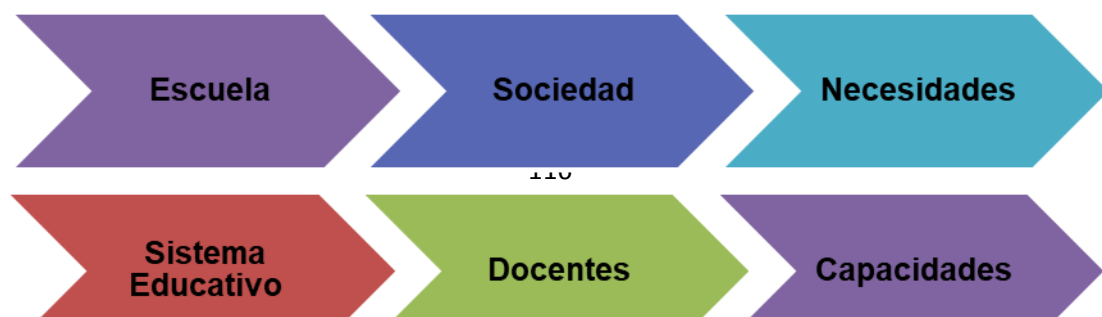 Escuela
Sociedad
Necesidades
Sistema
Educativo
Docentes
Capacidades